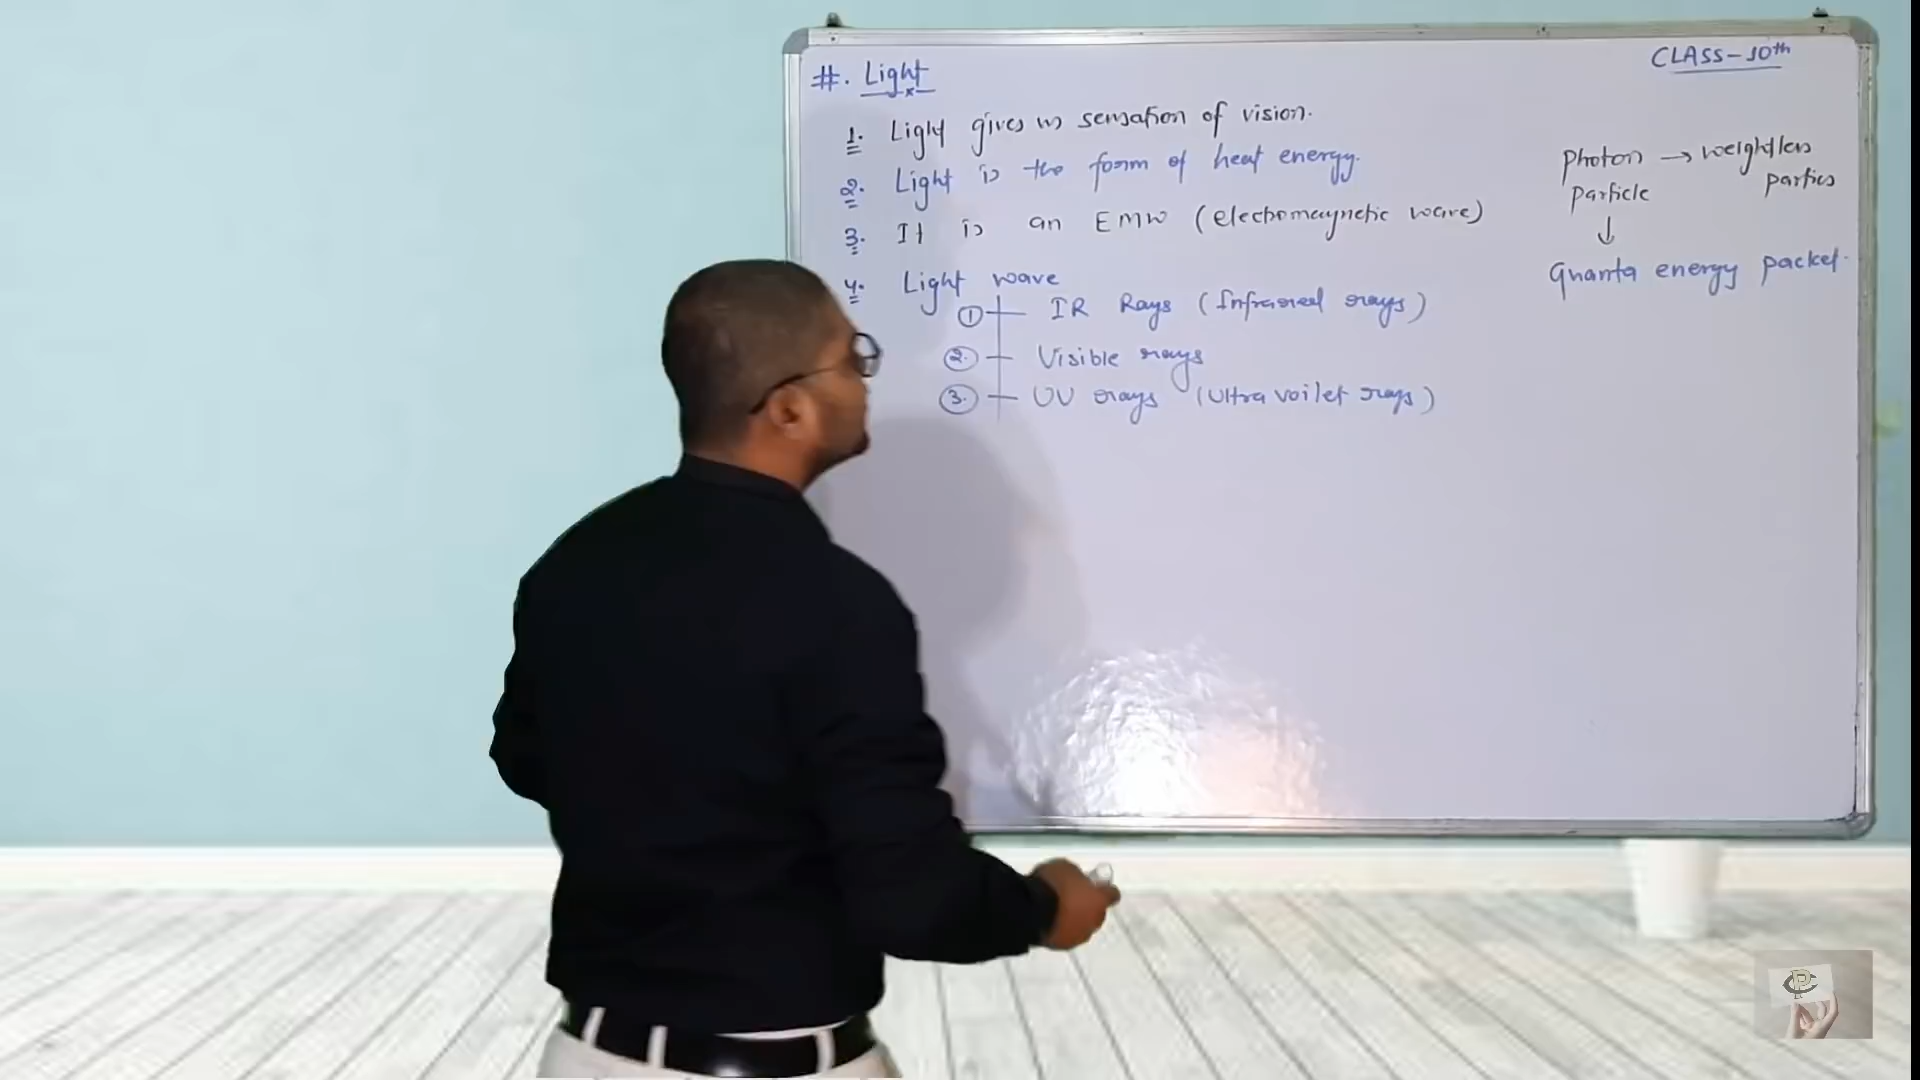 #. Light
CLASS-10th
1. Light gives us sensation of vision.
2. Light is the form of heat energy.
3. It is an EMW (electromagnetic wave)
4. Light wave
① IR Rays (Infrared rays)
②. Visible rays
③. UV rays (Ultra voilet rays)
Photon → weightless
particle parties
↓
Quanta energy packet.